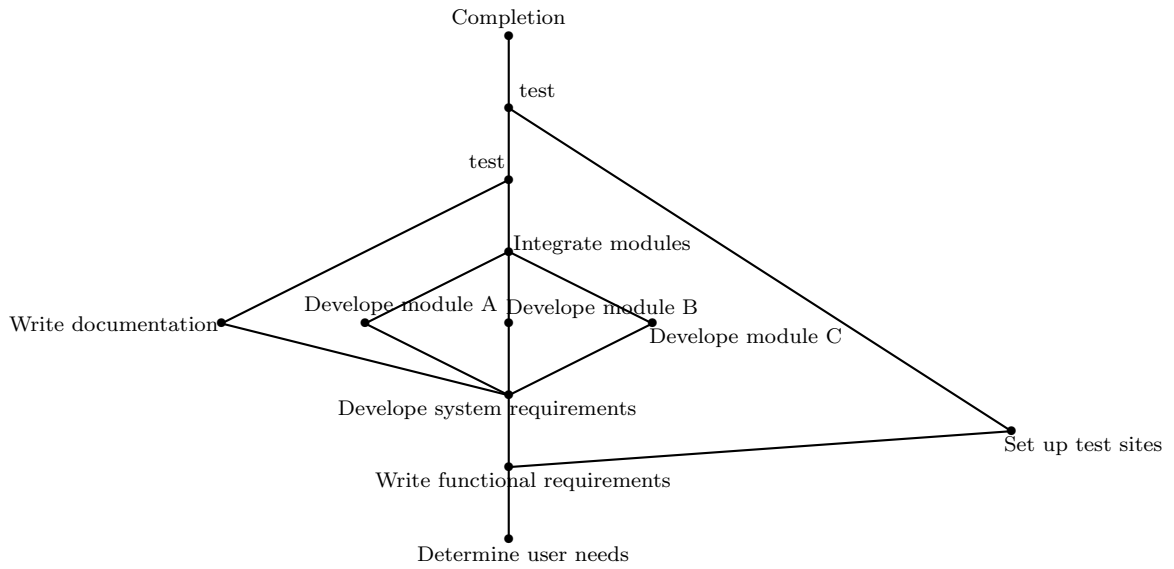 Completion
test
test
Integrate modules
Develope module A
Develope module B
Write documentation
Develope module C
Develope system requirements
Set up test sites
Write functional requirements
Determine user needs